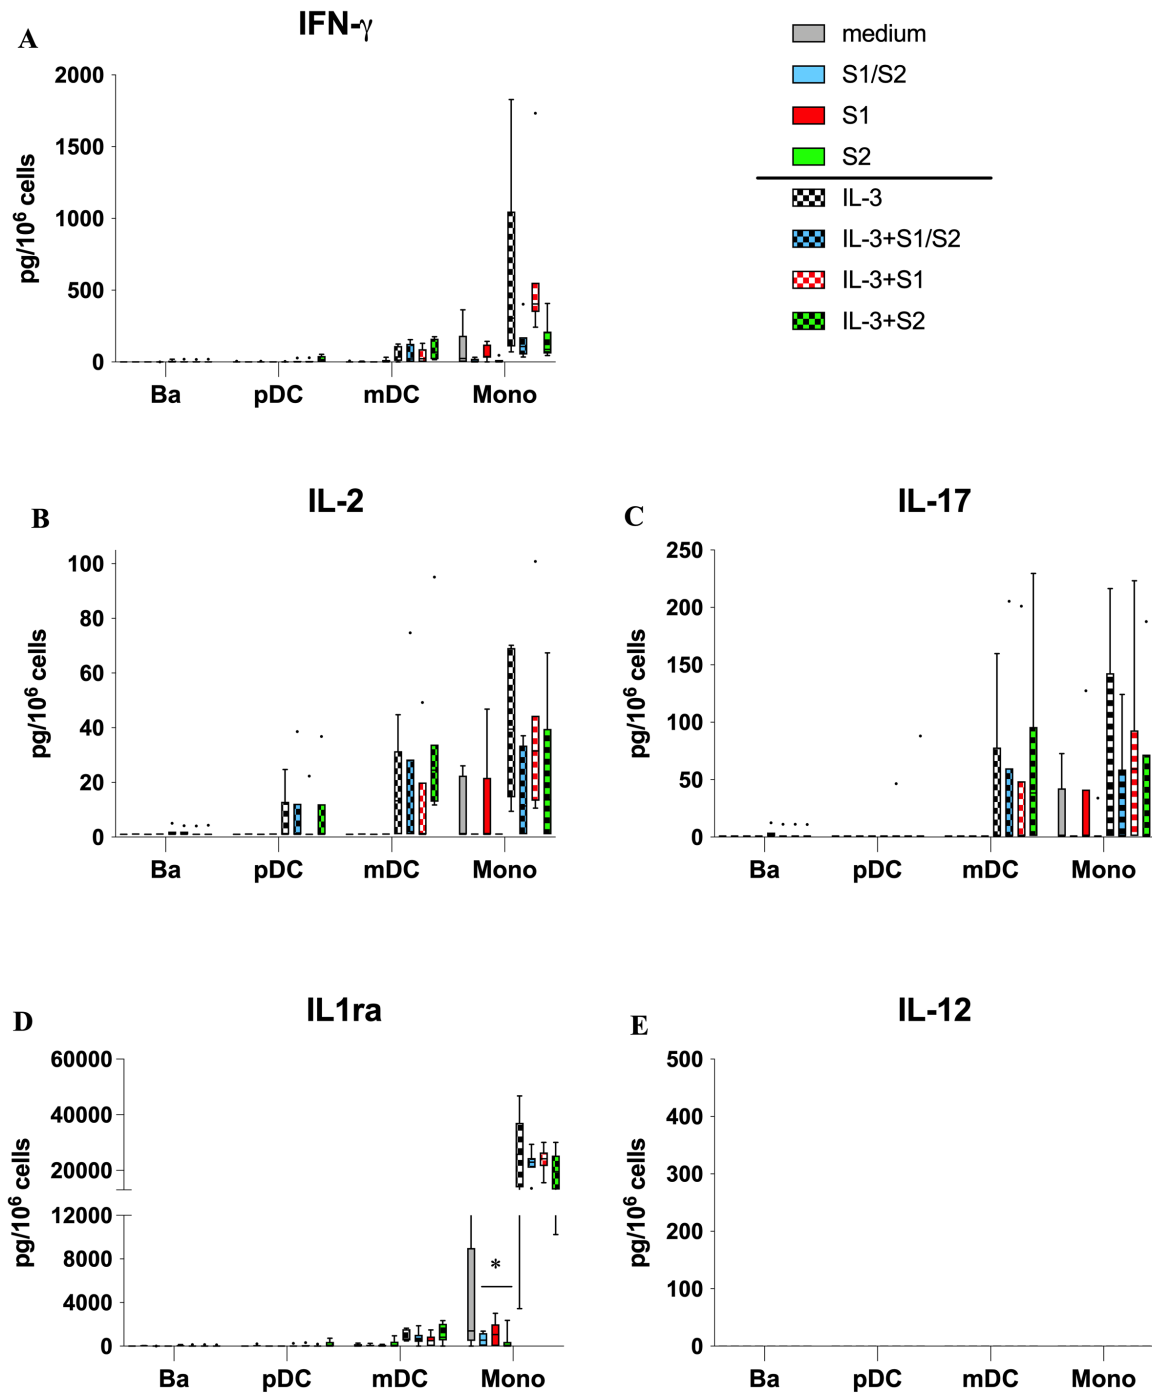 A
IFN-γ
2000
1500
1000
500
0
pg/10⁶ cells
Ba pDC mDC Mono
medium
S1/S2
S1
S2
IL-3
IL-3+S1/S2
IL-3+S1
IL-3+S2
B
IL-2
100
80
60
40
20
0
pg/10⁶ cells
Ba pDC mDC Mono
C
IL-17
250
200
150
100
50
0
pg/10⁶ cells
Ba pDC mDC Mono
D
IL1ra
60000
40000
20000
12000
8000
4000
0
pg/10⁶ cells
*
Ba pDC mDC Mono
E
IL-12
500
400
300
200
100
0
pg/10⁶ cells
Ba pDC mDC Mono